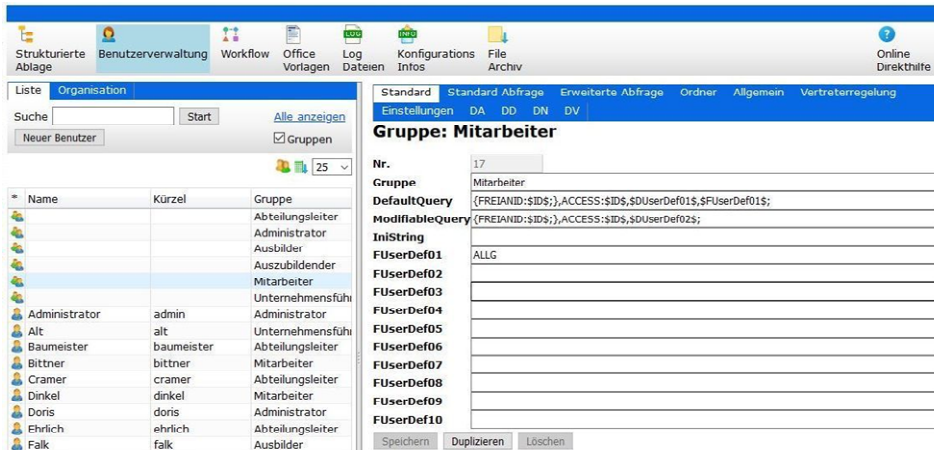 LOG
INFO
?
Strukturierte Ablage
Benutzerverwaltung
Workflow
Office Vorlagen
Log Dateien
Konfigurations Infos
File Archiv
Online Direkthilfe
Liste Organisation
Suche Start Alle anzeigen
Neuer Benutzer Gruppen
25
* Name Kürzel Gruppe
Abteilungsleiter
Administrator
Ausbilder
Auszubildender
Mitarbeiter
Unternehmensführ
Administrator admin Administrator
Alt alt Unternehmensführ
Baumeister baumeister Abteilungsleiter
Bittner bittner Mitarbeiter
Cramer cramer Abteilungsleiter
Dinkel dinkel Mitarbeiter
Doris doris Administrator
Ehrlich ehrlich Abteilungsleiter
Falk falk Ausbilder
Standard Standard Abfrage Erweiterte Abfrage Ordner Allgemein Vertreterregelung
Einstellungen DA DD DN DV
Gruppe: Mitarbeiter
Nr. 17
Gruppe Mitarbeiter
DefaultQuery {FREIANID:$ID$;},ACCESS:$ID$,$DUserDef01$,$FUserDef01$;
ModifiableQuery {FREIANID:$ID$;},ACCESS:$ID$,$DUserDef02$;
IniString
FUserDef01 ALLG
FUserDef02
FUserDef03
FUserDef04
FUserDef05
FUserDef06
FUserDef07
FUserDef08
FUserDef09
FUserDef10
Speichern Duplizieren Löschen